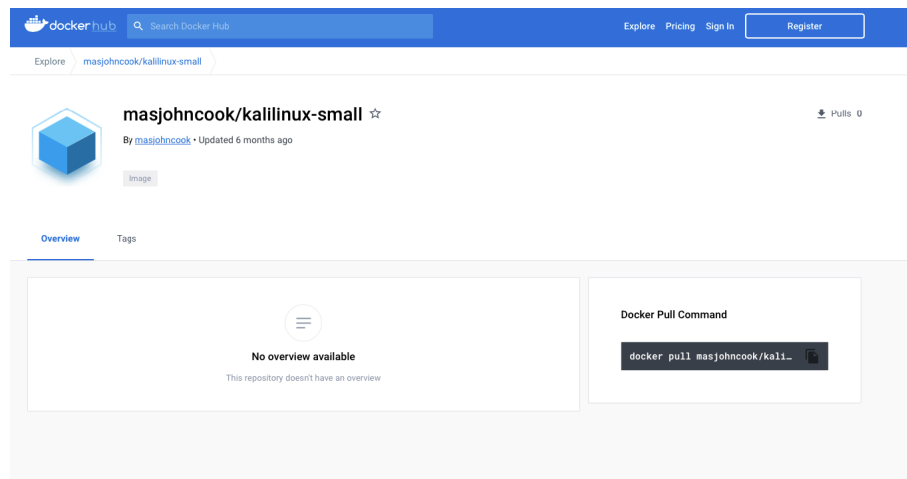 dockerhub
Search Docker Hub
Explore Pricing Sign In Register
Explore masjohncook/kalilinux-small
masjohncook/kalilinux-small
Pulls 0
By masjohncook • Updated 6 months ago
Image
Overview Tags
No overview available
This repository doesn't have an overview
Docker Pull Command
docker pull masjohncook/kali…